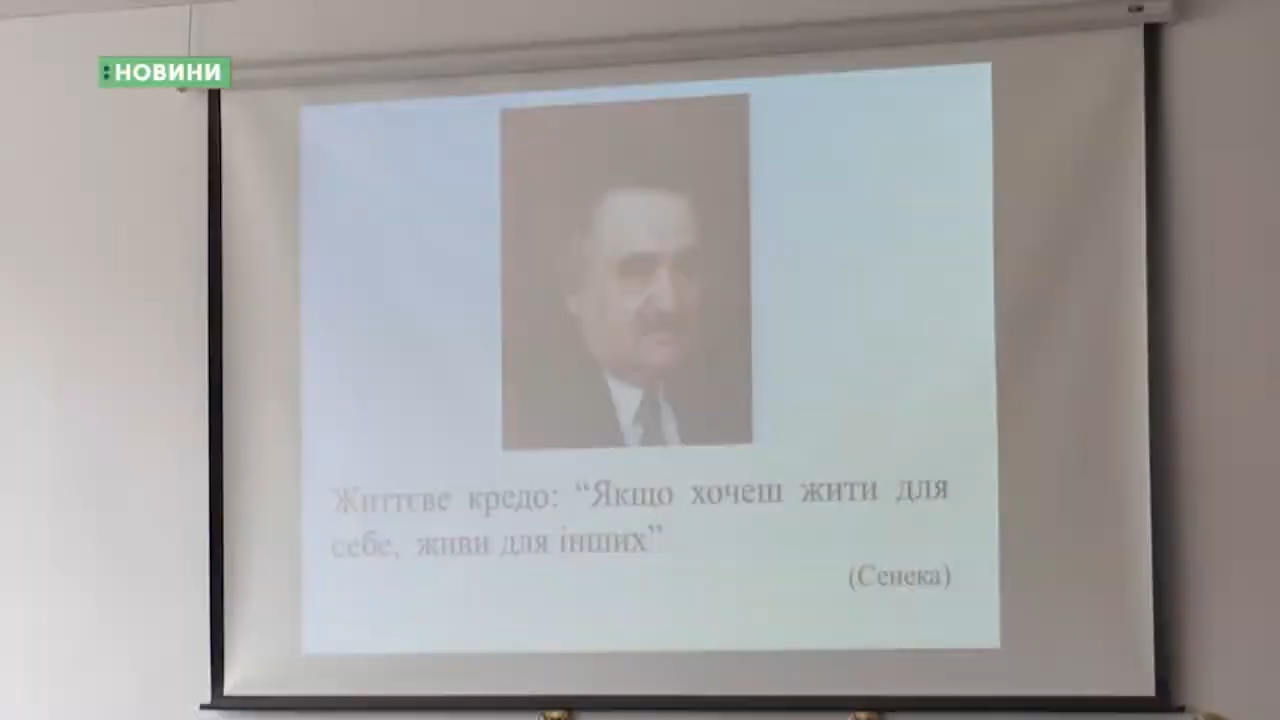 :НОВИНИ
Життєве кредо: “Якщо хочеш жити для
себе, живи для інших”
(Сенека)